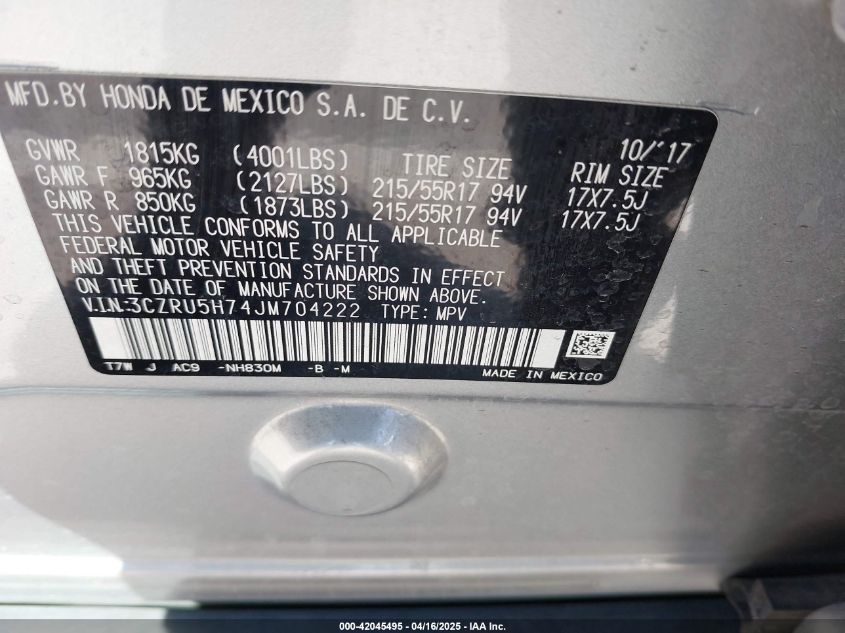 MFD.BY HONDA DE MEXICO S.A. DE C.V.
10/'17
GVWR 1815KG (4001LBS) TIRE SIZE RIM SIZE
GAWR F 965KG (2127LBS) 215/55R17 94V 17X7.5J
GAWR R 850KG (1873LBS) 215/55R17 94V 17X7.5J
THIS VEHICLE CONFORMS TO ALL APPLICABLE
FEDERAL MOTOR VEHICLE SAFETY
AND THEFT PREVENTION STANDARDS IN EFFECT
ON THE DATE OF MANUFACTURE SHOWN ABOVE.
V.I.N:3CZRU5H74JM704222 TYPE: MPV
T7W J AC9 -NH830M -B -M MADE IN MEXICO
000-42045495 - 04/16/2025 - IAA Inc.